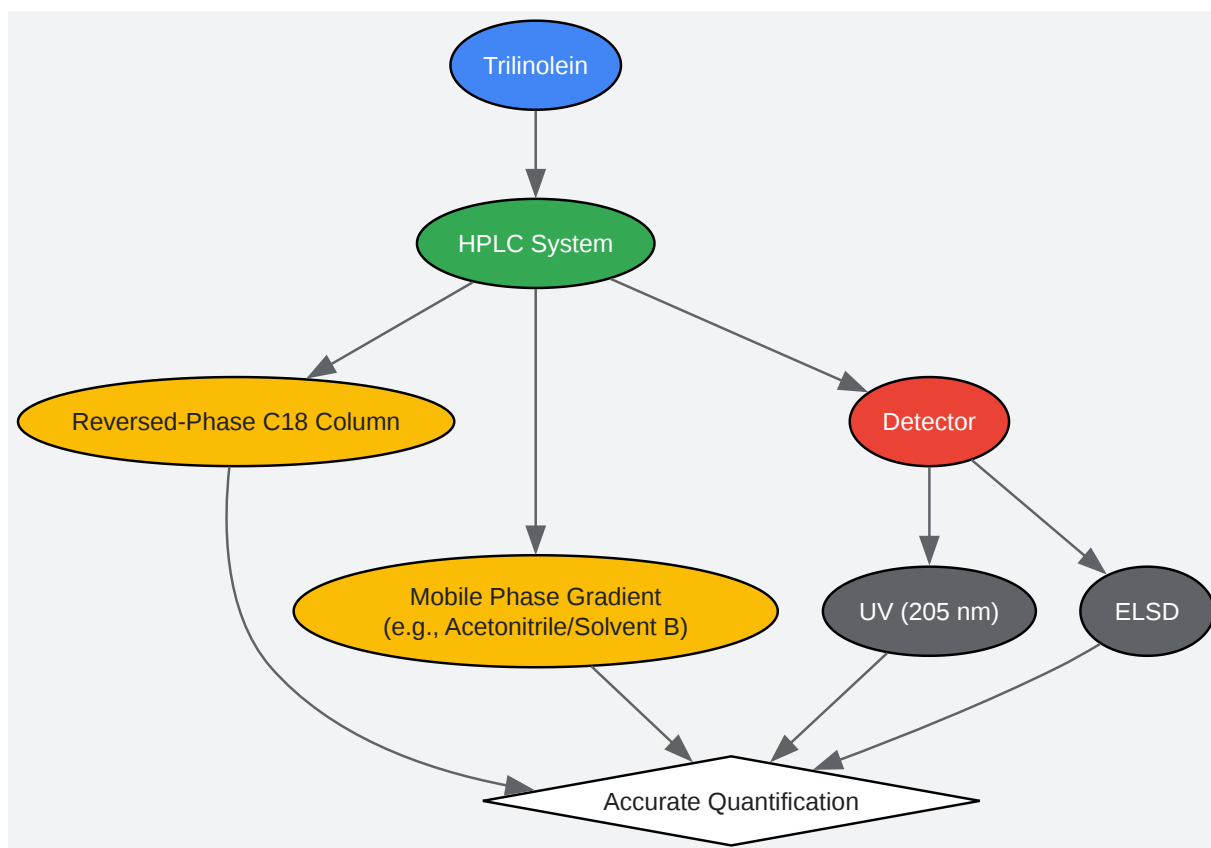 Trilinolein
HPLC System
Reversed-Phase C18 Column
Detector
Mobile Phase Gradient
(e.g., Acetonitrile/Solvent B)
UV (205 nm)
ELSD
Accurate Quantification